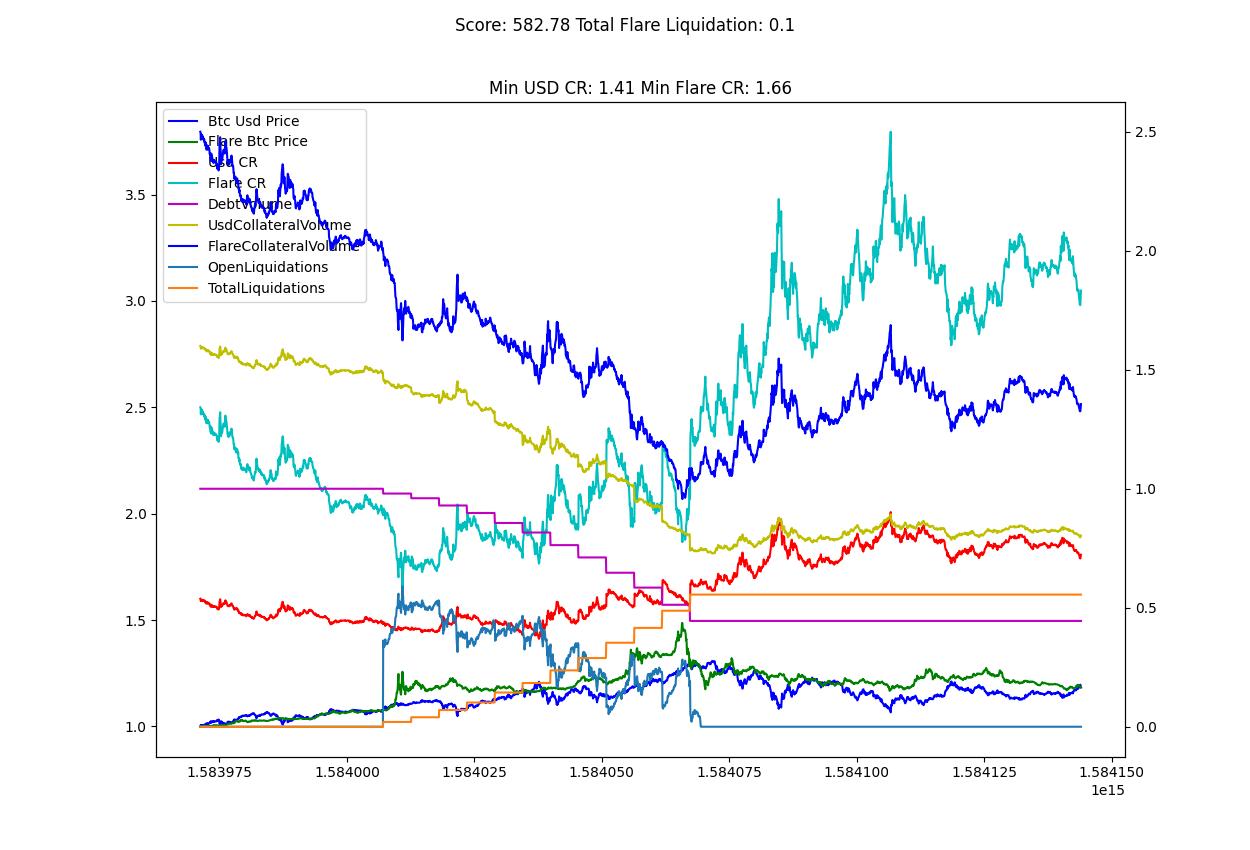 Score: 582.78 Total Flare Liquidation: 0.1
Min USD CR: 1.41 Min Flare CR: 1.66
Btc Usd Price
Flare Btc Price
Usd CR
Flare CR
DebtVolume
UsdCollateralVolume
FlareCollateralVolume
OpenLiquidations
TotalLiquidations
3.5
3.0
2.5
2.0
1.5
1.0
2.5
2.0
1.5
1.0
0.5
0.0
1.583975 1.584000 1.584025 1.584050 1.584075 1.584100 1.584125 1.584150
1e15